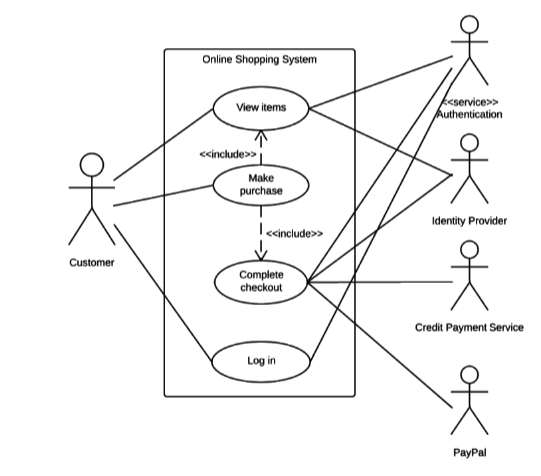 Online Shopping System
View items
<<service>>
Authentication
<<include>>
Make
purchase
Identity Provider
<<include>>
Customer
Complete
checkout
Credit Payment Service
Log in
PayPal